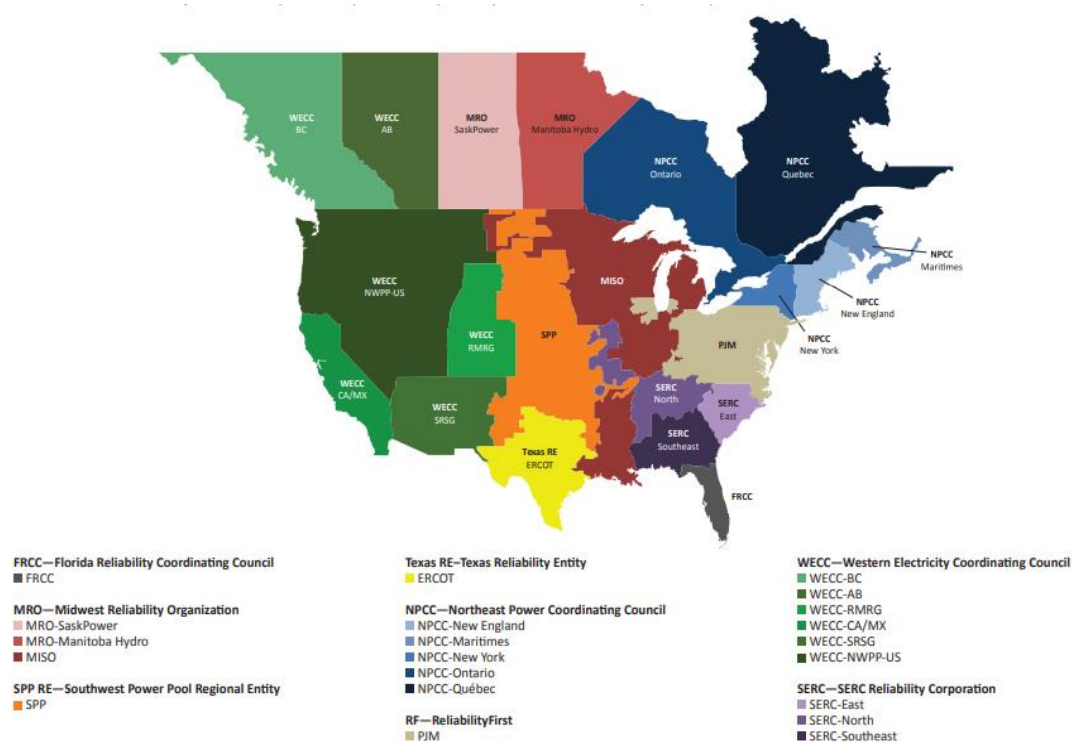 WECC
BC
WECC
AB
MRO
SaskPower
MRO
Manitoba Hydro
NPCC
Ontario
NPCC
Quebec
NPCC
Maritimes
NPCC
New England
NPCC
New York
WECC
NWPP-US
WECC
RMRG
MISO
SPP
PJM
WECC
CA/MX
WECC
SRSG
SERC
North
SERC
East
SERC
Southeast
Texas RE
ERCOT
FRCC
FRCC—Florida Reliability Coordinating Council
FRCC
MRO—Midwest Reliability Organization
MRO-SaskPower
MRO-Manitoba Hydro
MISO
SPP RE—Southwest Power Pool Regional Entity
SPP
Texas RE–Texas Reliability Entity
ERCOT
NPCC—Northeast Power Coordinating Council
NPCC-New England
NPCC-Maritimes
NPCC-New York
NPCC-Ontario
NPCC-Québec
RF—ReliabilityFirst
PJM
WECC—Western Electricity Coordinating Council
WECC-BC
WECC-AB
WECC-RMRG
WECC-CA/MX
WECC-SRSG
WECC-NWPP-US
SERC—SERC Reliability Corporation
SERC-East
SERC-North
SERC-Southeast